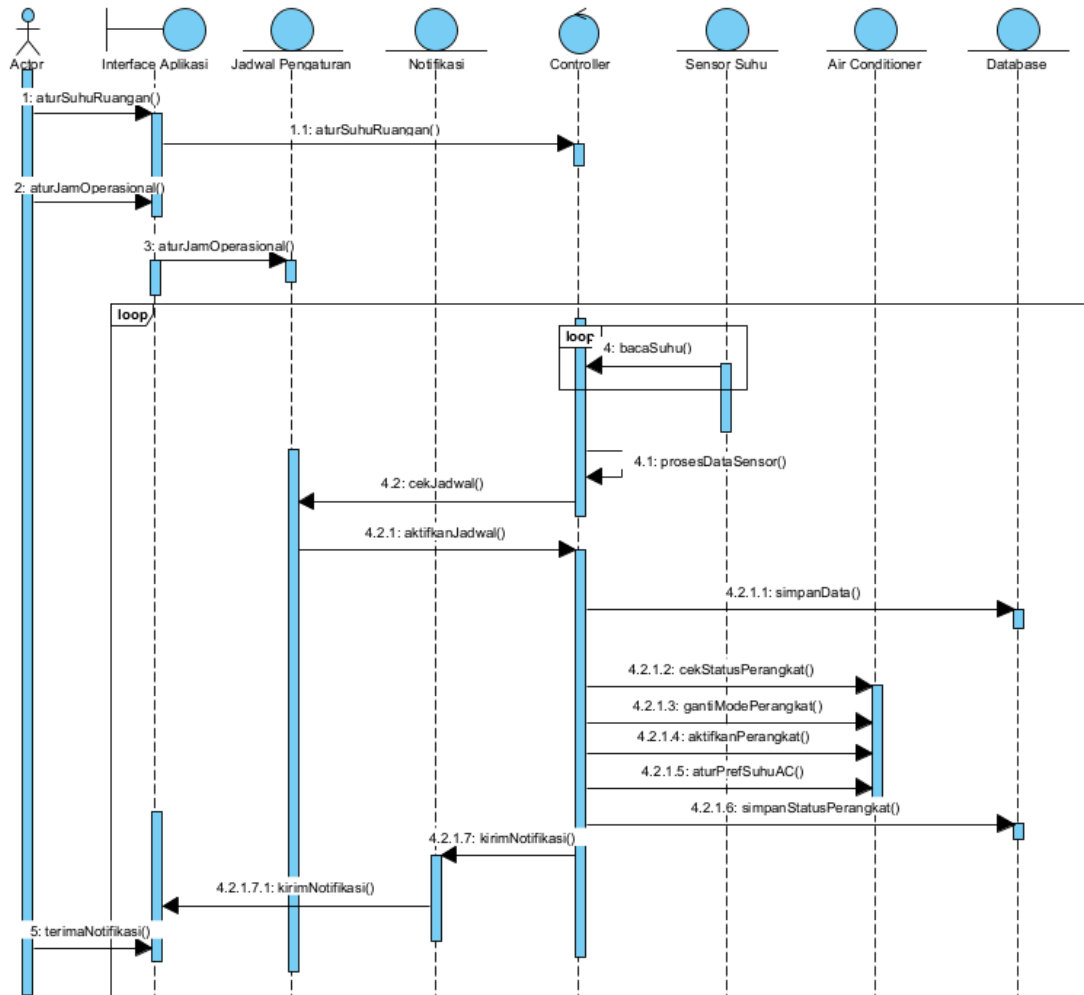 Actor
Interface Aplikasi
Jadwal Pengaturan
Notifikasi
Controller
Sensor Suhu
Air Conditioner
Database
1: aturSuhuRuangan()
1.1: aturSuhuRuangan()
2: aturJamOperasional()
3: aturJamOperasional()
loop
loop
4: bacaSuhu()
4.1: prosesDataSensor()
4.2: cekJadwal()
4.2.1: aktifkanJadwal()
4.2.1.1: simpanData()
4.2.1.2: cekStatusPerangkat()
4.2.1.3: gantiModePerangkat()
4.2.1.4: aktifkanPerangkat()
4.2.1.5: aturPrefSuhuAC()
4.2.1.6: simpanStatusPerangkat()
4.2.1.7: kirimNotifikasi()
4.2.1.7.1: kirimNotifikasi()
5: terimaNotifikasi()